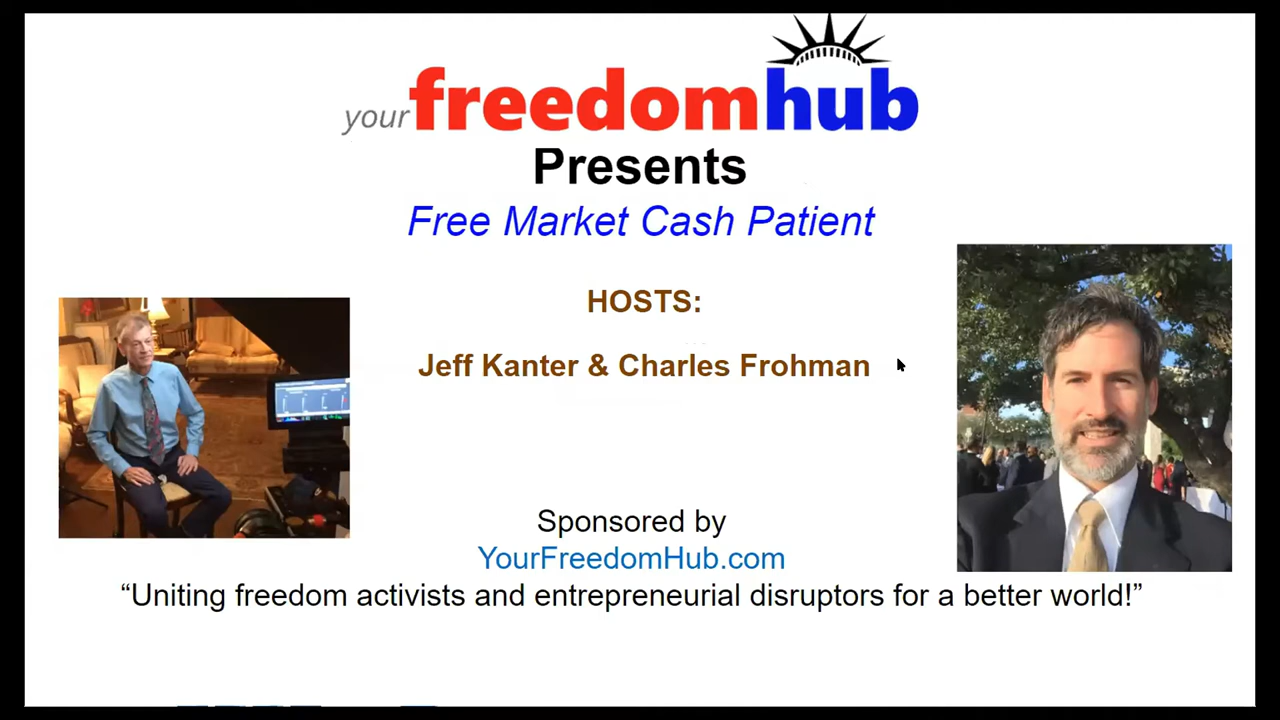 your freedomhub
Presents
Free Market Cash Patient
HOSTS:
Jeff Kanter & Charles Frohman
Sponsored by
YourFreedomHub.com
“Uniting freedom activists and entrepreneurial disruptors for a better world!”